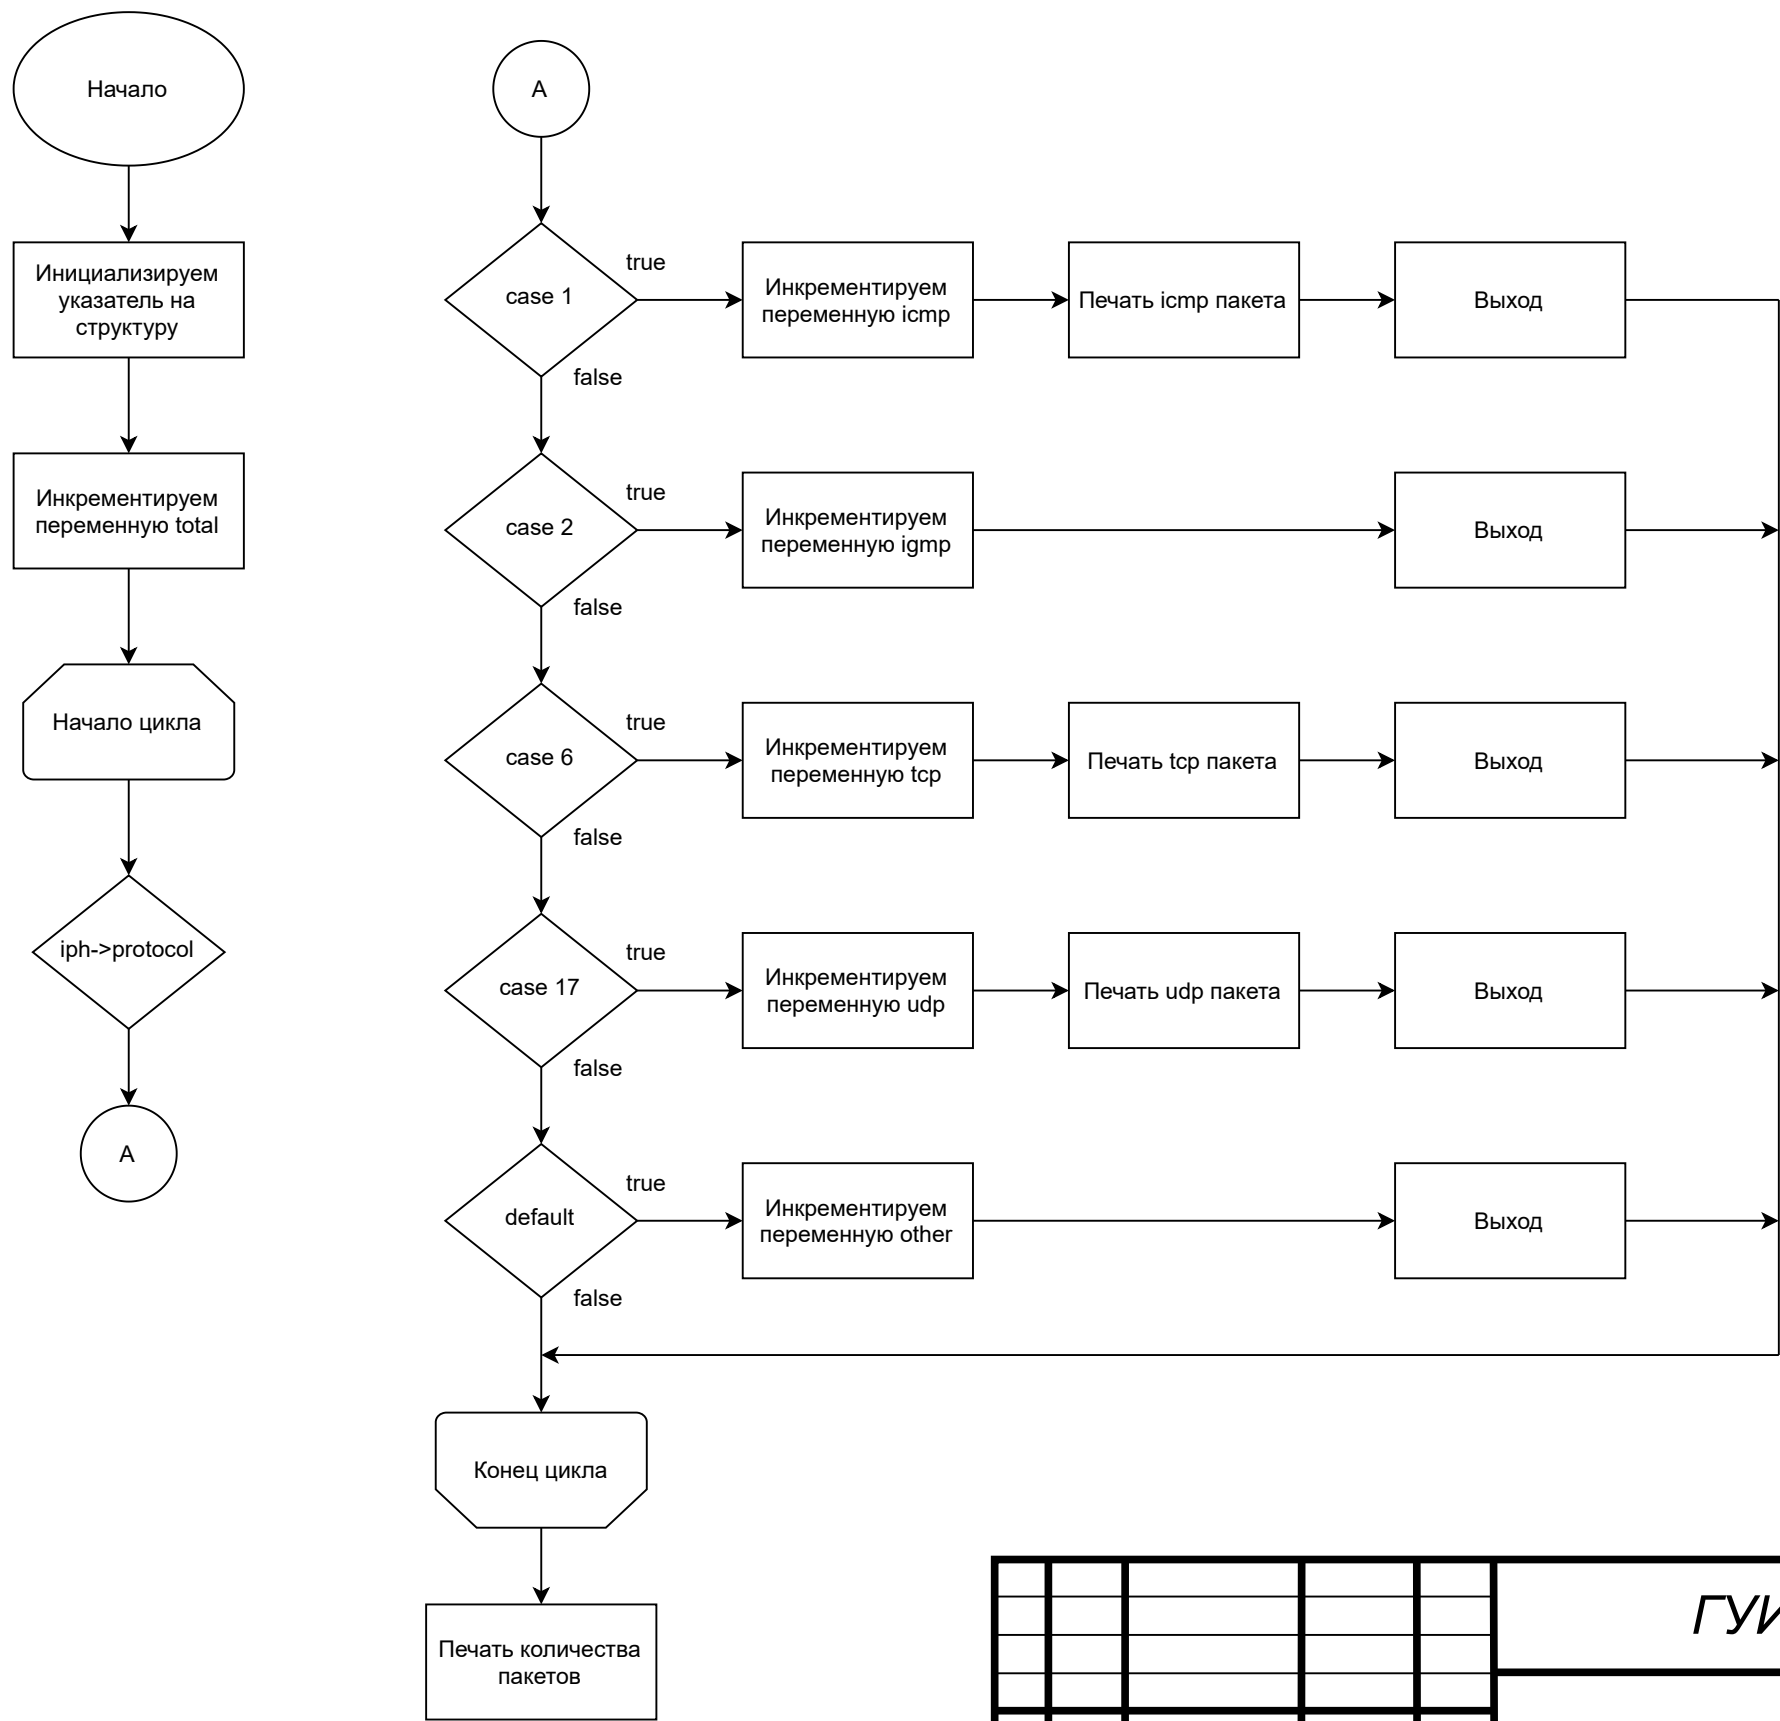 Начало
Инициализируем
указатель на
структуру
Инкрементируем
переменную total
Начало цикла
iph->protocol
A
A
case 1
true
false
Инкрементируем
переменную icmp
Печать icmp пакета
Выход
case 2
true
false
Инкрементируем
переменную igmp
Выход
case 6
true
false
Инкрементируем
переменную tcp
Печать tcp пакета
Выход
case 17
true
false
Инкрементируем
переменную udp
Печать udp пакета
Выход
default
true
false
Инкрементируем
переменную other
Выход
Конец цикла
Печать количества
пакетов